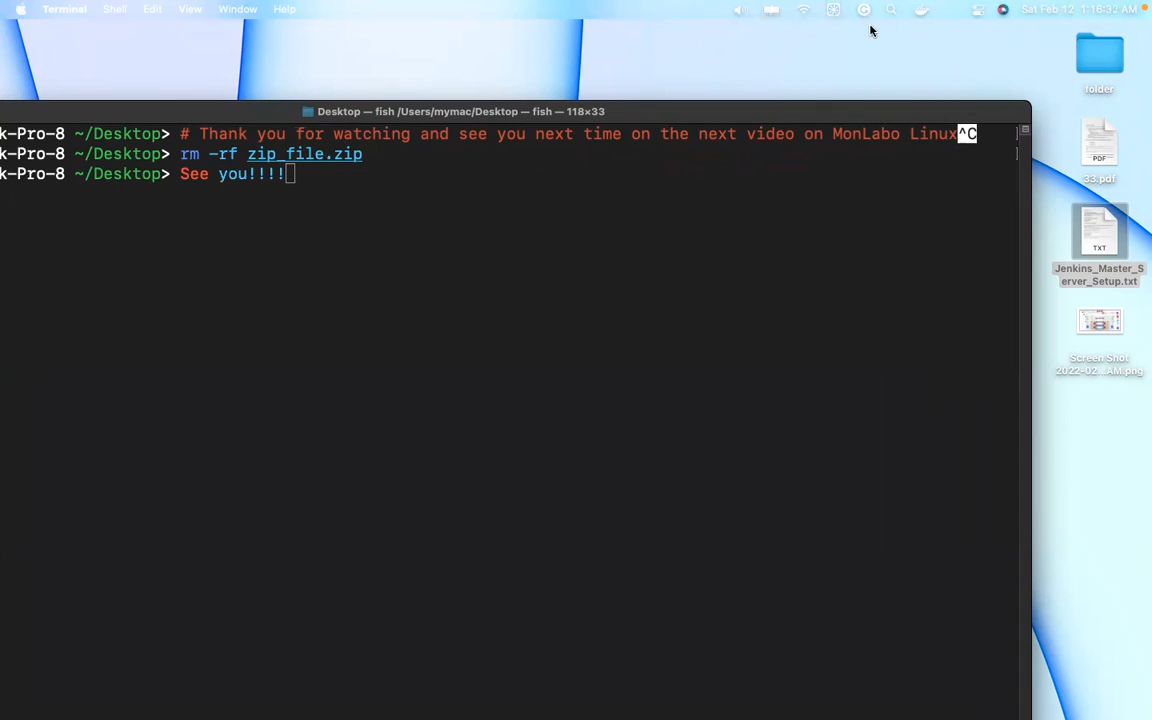 Terminal Shell Edit View Window Help Sat Feb 12 AM
Desktop — fish /Users/mymac/Desktop — fish — 118×33
k-Pro-8 ~/Desktop> # Thank you for watching and see you next time on the next video on MonLabo Linux^C
k-Pro-8 ~/Desktop> rm -rf zip_file.zip
k-Pro-8 ~/Desktop> See you!!!!
folder
PDF
33.pdf
TXT
Jenkins_Master_S
erver_Setup.txt
Screen Shot
2022-02...AM.png